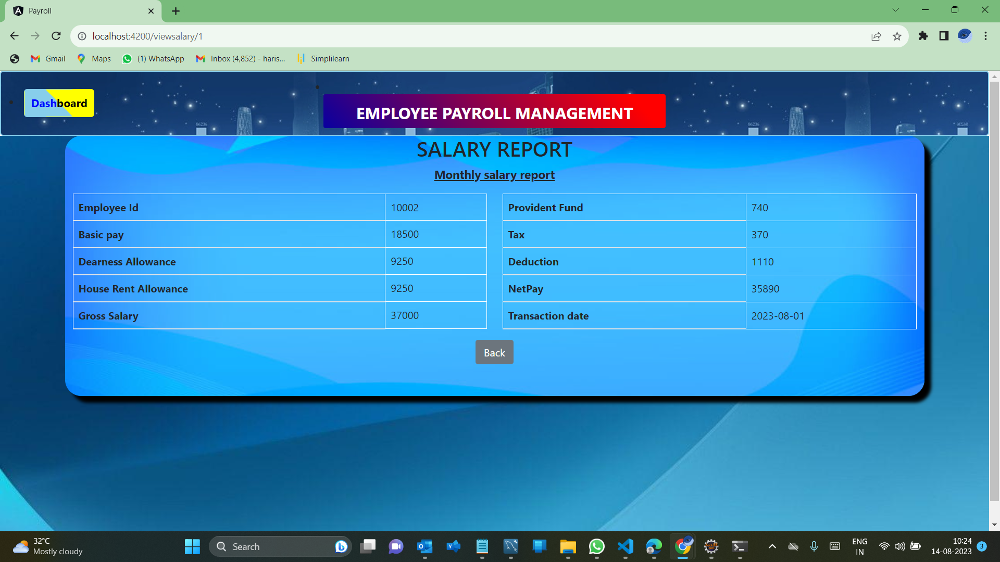 Payroll
localhost:4200/viewsalary/1
Gmail
Maps
(1) WhatsApp
Inbox (4,852) - haris...
Simplilearn
Dashboard
EMPLOYEE PAYROLL MANAGEMENT
SALARY REPORT
Monthly salary report
Employee Id 10002
Basic pay 18500
Dearness Allowance 9250
House Rent Allowance 9250
Gross Salary 37000
Provident Fund 740
Tax 370
Deduction 1110
NetPay 35890
Transaction date 2023-08-01
Back
32°C
Mostly cloudy
Search
ENG
IN
10:24
14-08-2023
3